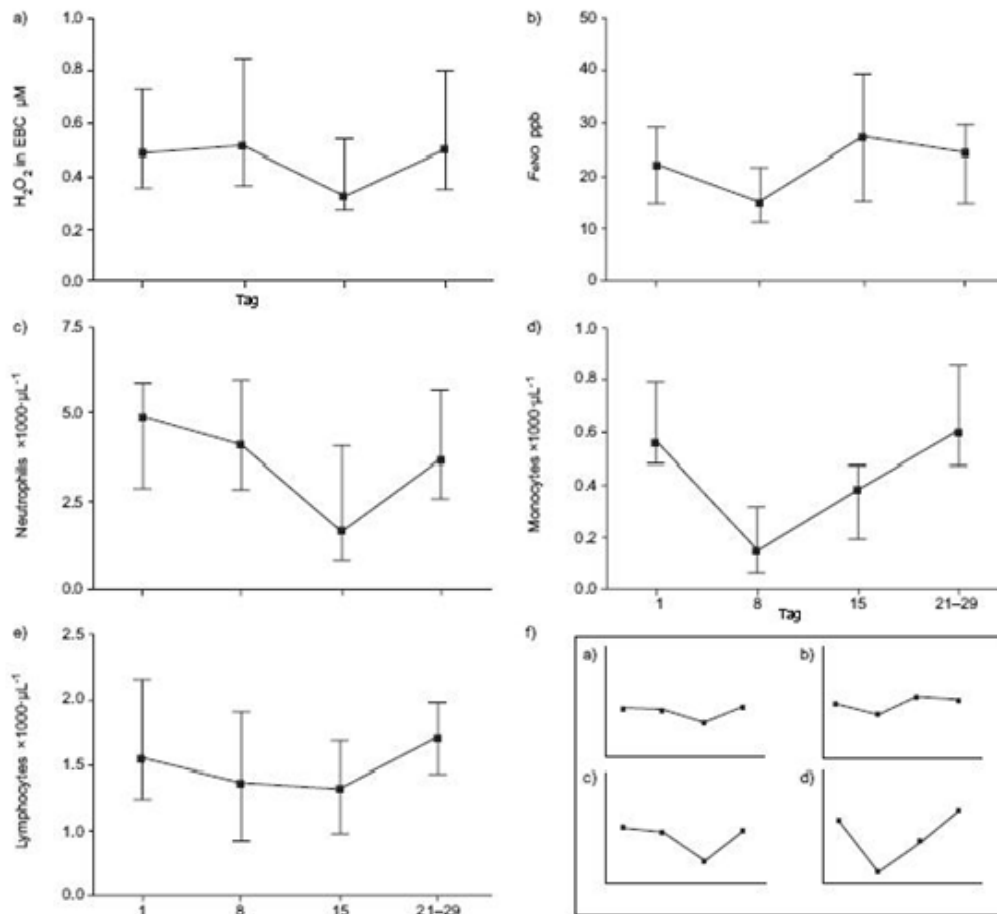 a)
1.0
0.8
0.6
0.4
0.2
0.0
H₂O₂ in EBC μM
Tag
b)
50
40
30
20
10
0
FeNO ppb
c)
7.5
5.0
2.5
0.0
Neutrophilis ×1000·μL⁻¹
d)
1.0
0.8
0.6
0.4
0.2
0.0
Monocytes ×1000·μL⁻¹
1 8 15 21–29
Tag
e)
2.5
2.0
1.5
1.0
0.5
0.0
Lymphocytes ×1000·μL⁻¹
1 8 15 21–29
f)
a) b)
c) d)